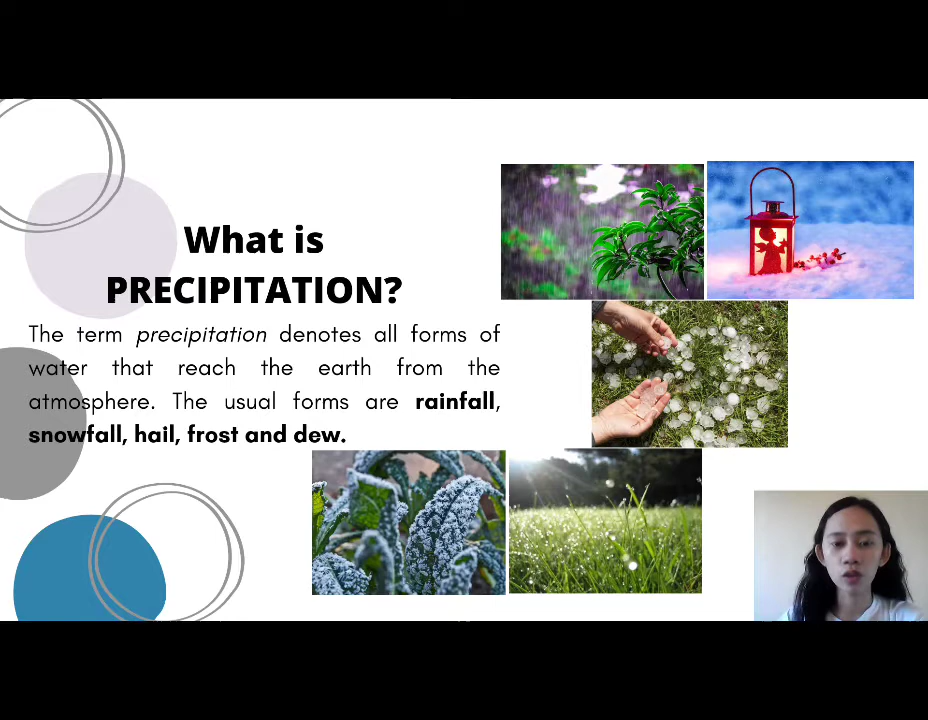 What is
PRECIPITATION?
The term precipitation denotes all forms of
water that reach the earth from the
atmosphere. The usual forms are rainfall,
snowfall, hail, frost and dew.